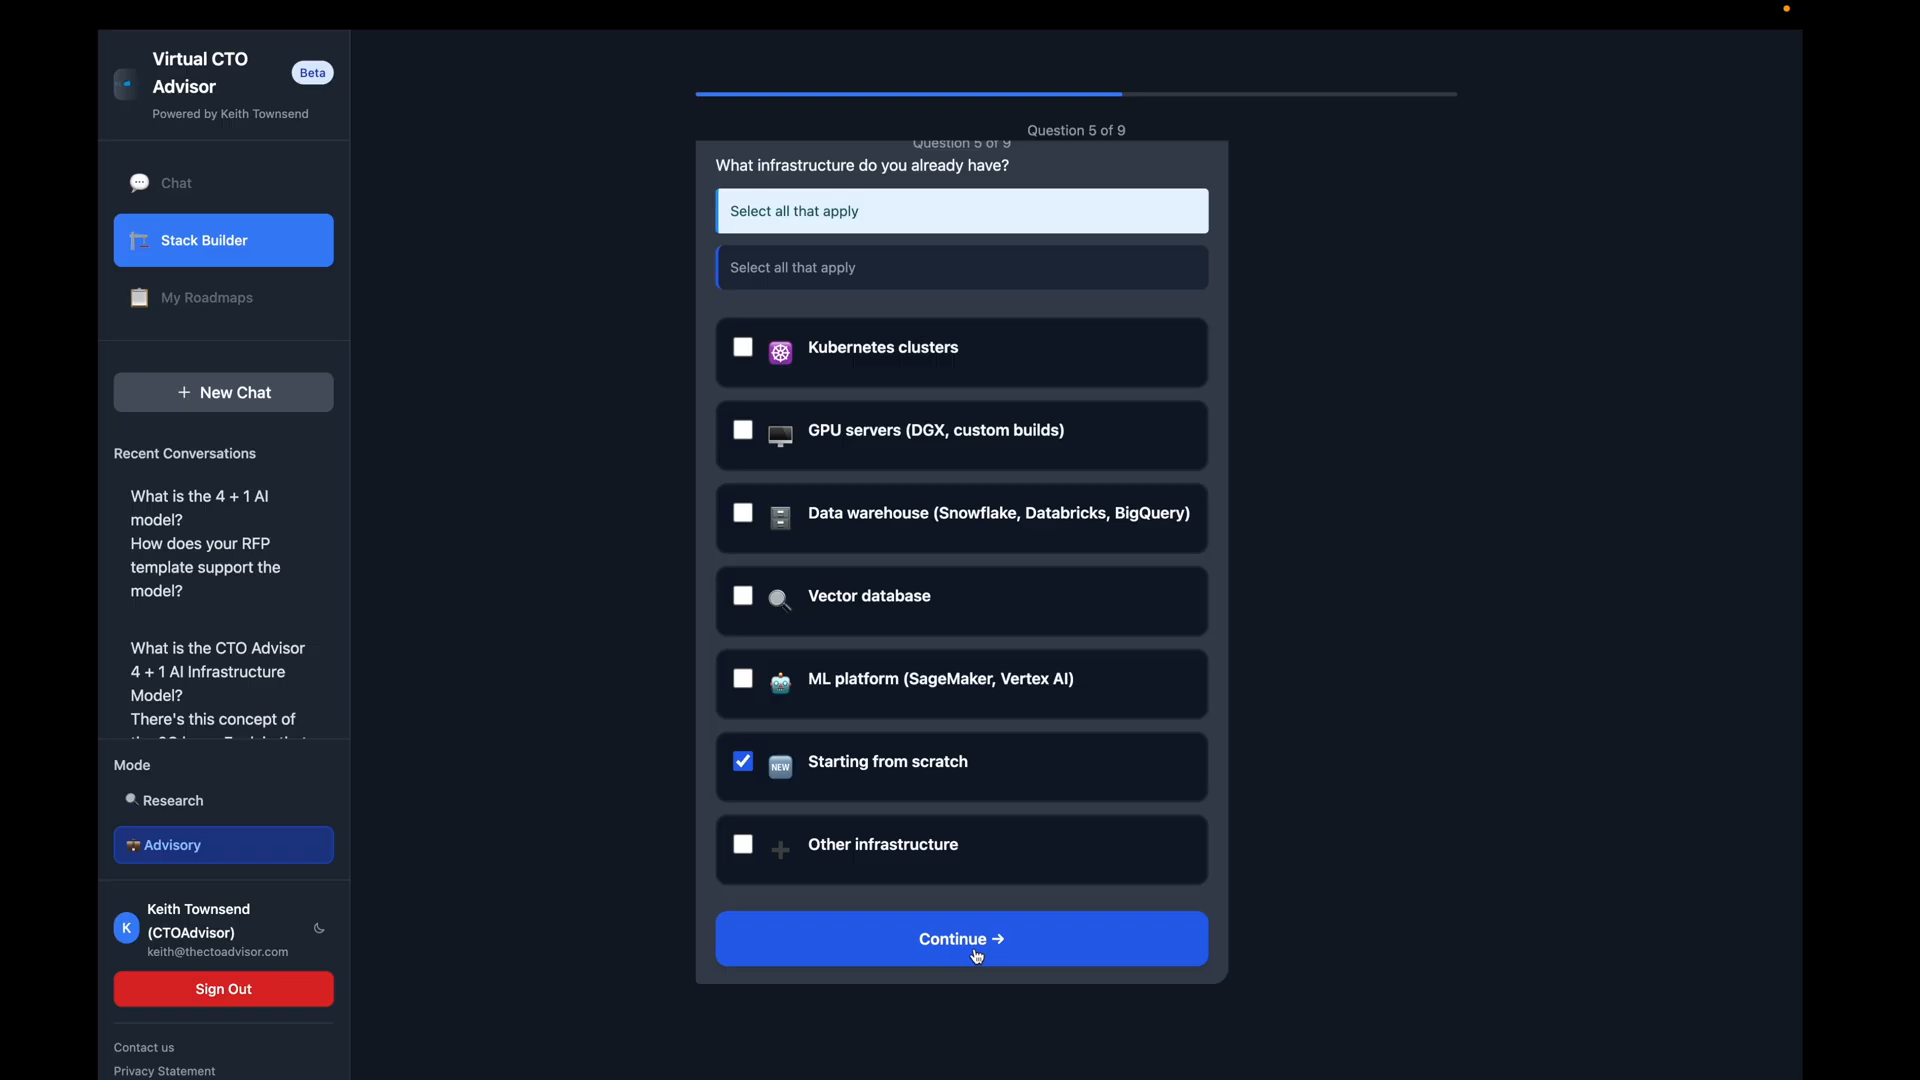 Virtual CTO
Advisor
Beta
Powered by Keith Townsend
Chat
Stack Builder
My Roadmaps
+ New Chat
Recent Conversations
What is the 4 + 1 AI
model?
How does your RFP
template support the
model?
What is the CTO Advisor
4 + 1 AI Infrastructure
Model?
There's this concept of
Mode
Research
Advisory
K
Keith Townsend
(CTOAdvisor)
keith@thectoadvisor.com
Sign Out
Contact us
Privacy Statement
Question 5 of 9
Question 5 of 9
What infrastructure do you already have?
Select all that apply
Select all that apply
Kubernetes clusters
GPU servers (DGX, custom builds)
Data warehouse (Snowflake, Databricks, BigQuery)
Vector database
ML platform (SageMaker, Vertex AI)
NEW
Starting from scratch
Other infrastructure
Continue →